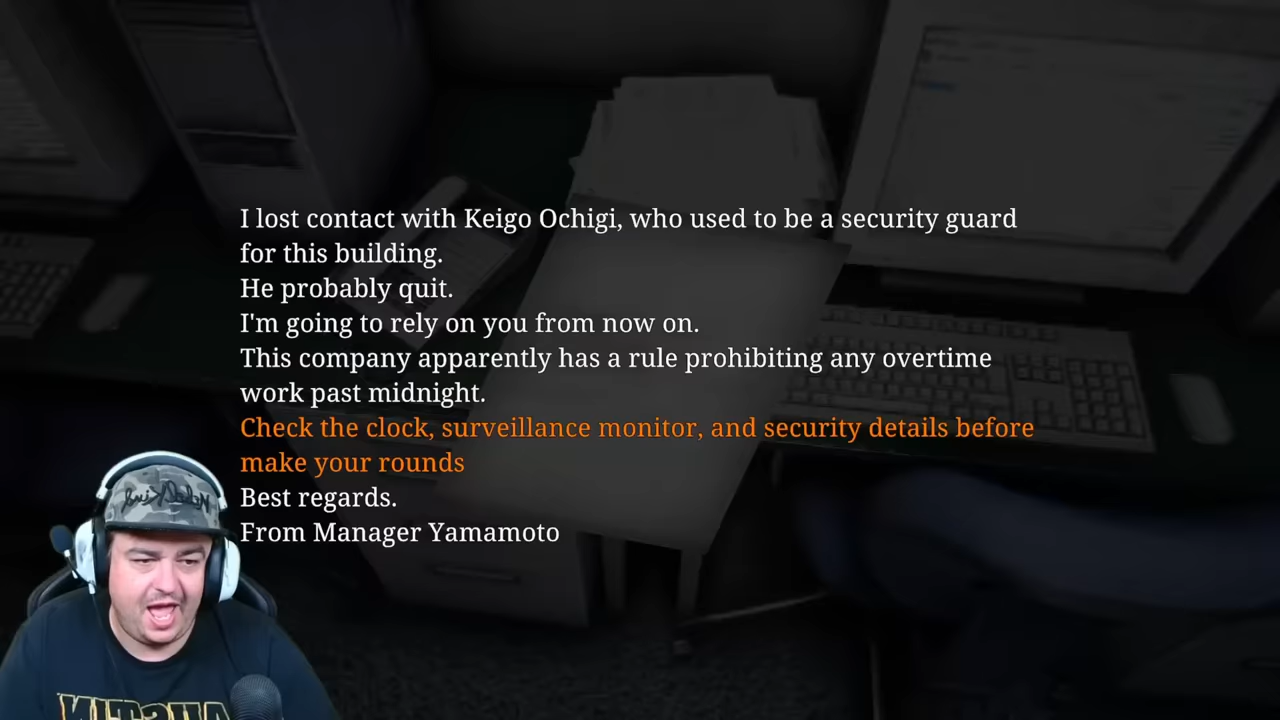 I lost contact with Keigo Ochigi, who used to be a security guard
for this building.
He probably quit.
I'm going to rely on you from now on.
This company apparently has a rule prohibiting any overtime
work past midnight.
Check the clock, surveillance monitor, and security details before
make your rounds
Best regards.
From Manager Yamamoto